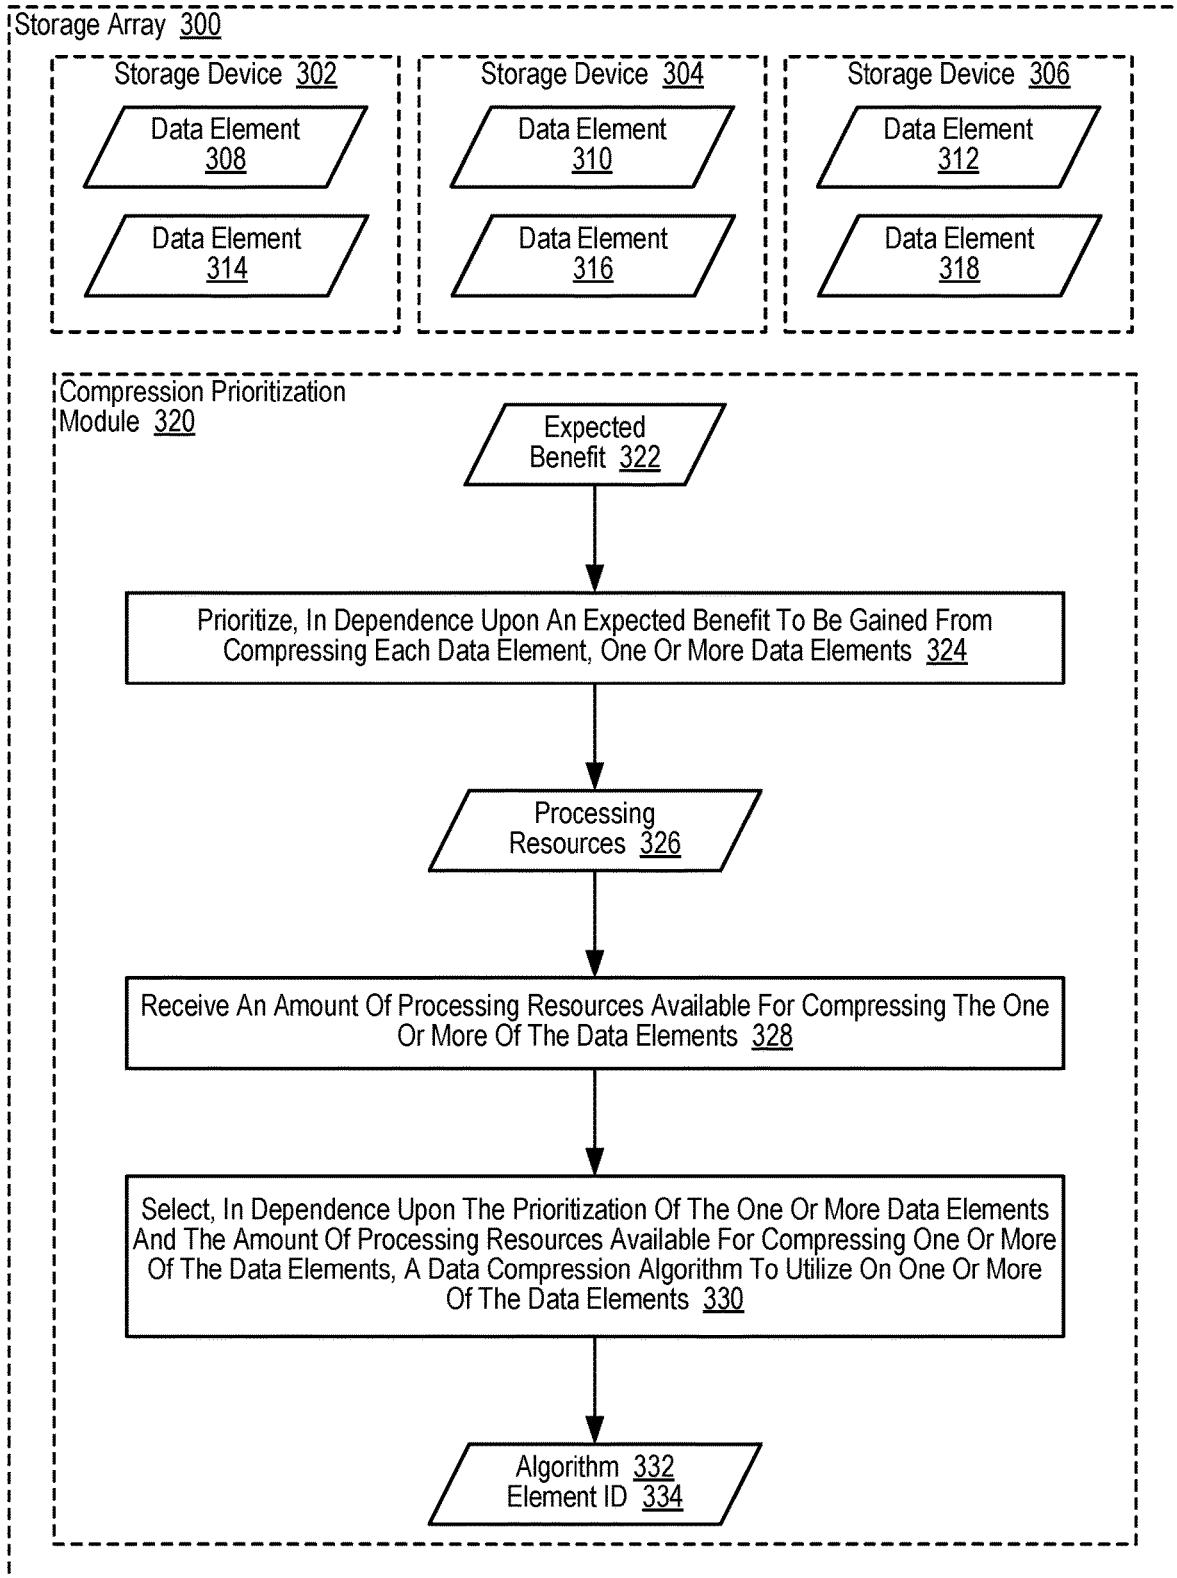 Storage Array 300
Storage Device 302
Storage Device 304
Storage Device 306
Data Element
308
Data Element
310
Data Element
312
Data Element
314
Data Element
316
Data Element
318
Compression Prioritization
Module 320
Expected
Benefit 322
Prioritize, In Dependence Upon An Expected Benefit To Be Gained From
Compressing Each Data Element, One Or More Data Elements 324
Processing
Resources 326
Receive An Amount Of Processing Resources Available For Compressing The One
Or More Of The Data Elements 328
Select, In Dependence Upon The Prioritization Of The One Or More Data Elements
And The Amount Of Processing Resources Available For Compressing One Or More
Of The Data Elements, A Data Compression Algorithm To Utilize On One Or More
Of The Data Elements 330
Algorithm 332
Element ID 334